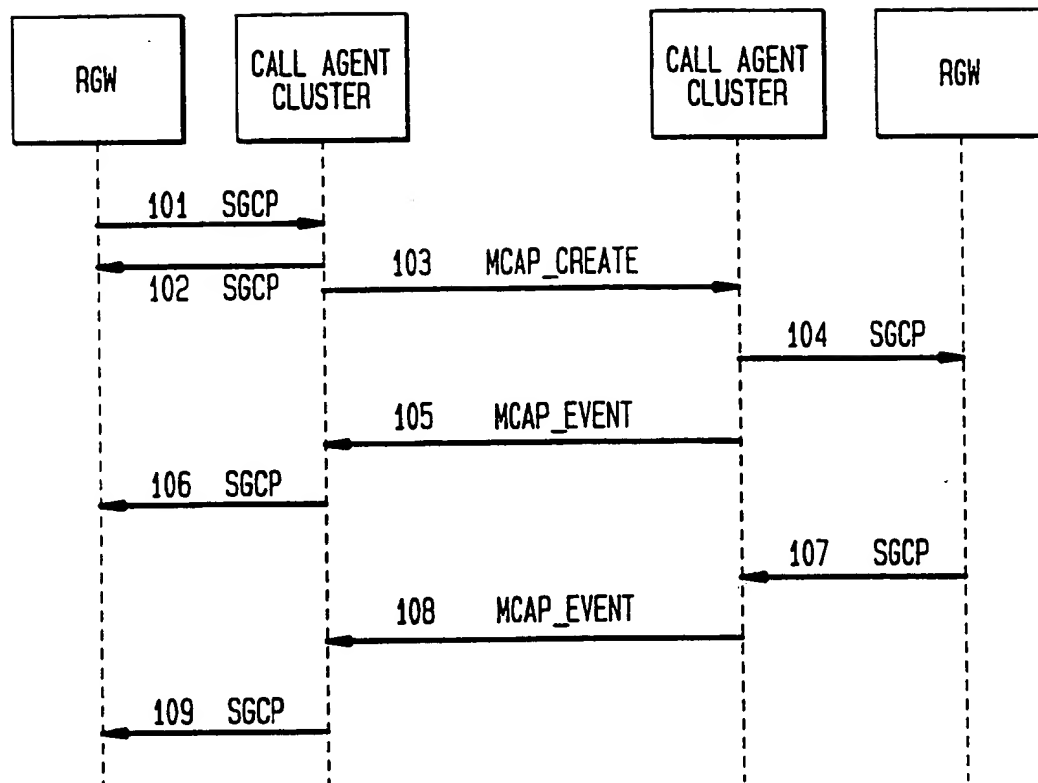 RGW
CALL AGENT
CLUSTER
CALL AGENT
CLUSTER
RGW
101 SGCP
102 SGCP
103 MCAP_CREATE
104 SGCP
105 MCAP_EVENT
106 SGCP
107 SGCP
108 MCAP_EVENT
109 SGCP